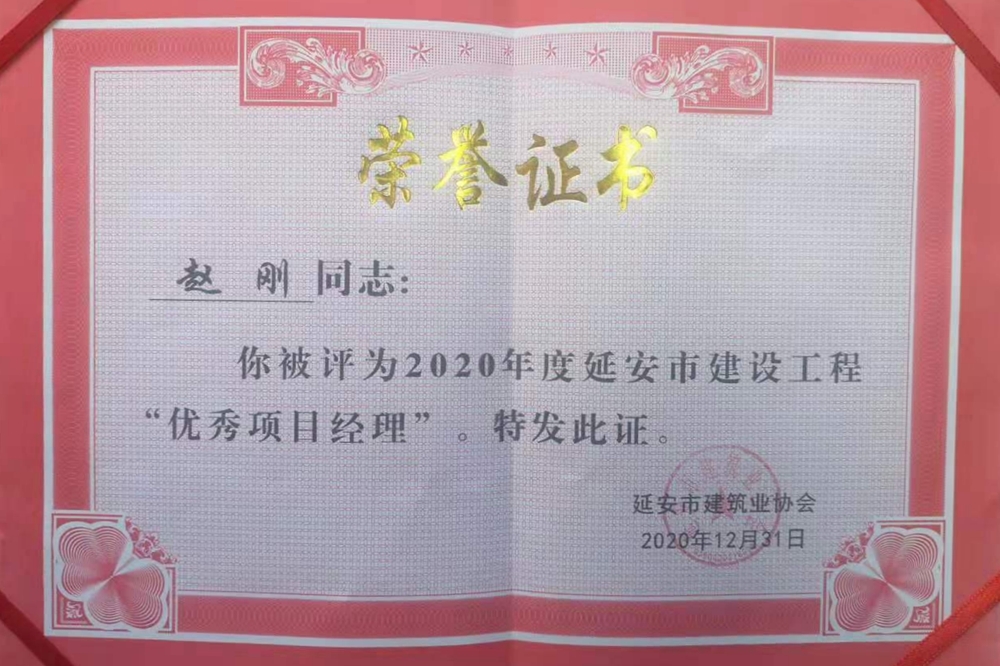 荣誉证书
赵 刚 同志:
你被评为2020年度延安市建设工程
“优秀项目经理”。特发此证。
延安市建筑业协会
2020年12月31日